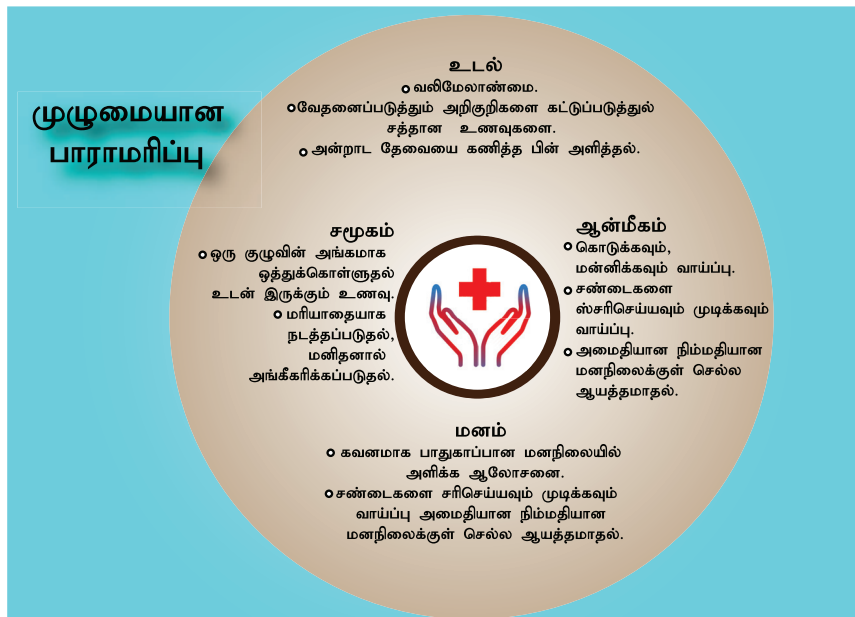 முழுமையான
பாராமரிப்பு
உடல்
வலிமேலாண்மை.
வேதனைப்படுத்தும் அறிகுறிகளை கட்டுப்படுத்துல்
சத்தான உணவுகளை.
அன்றாட தேவையை கணித்த பின் அளித்தல்.
சமூகம்
ஒரு குழுவின் அங்கமாக
ஒத்துக்கொள்ளுதல்
உடன் இருக்கும் உணவு.
மரியாதையாக
நடத்தப்படுதல்,
மனிதனால்
அங்கீகரிக்கப்படுதல்.
ஆன்மீகம்
கொடுக்கவும்,
மன்னிக்கவும் வாய்ப்பு.
சண்டைகளை
ஸ்சரிசெய்யவும் முடிக்கவும்
வாய்ப்பு.
அமைதியான நிம்மதியான
மனநிலைக்குள் செல்ல
ஆயத்தமாதல்.
மனம்
கவனமாக பாதுகாப்பான மனநிலையில்
அளிக்க ஆலோசனை.
சண்டைகளை சரிசெய்யவும் முடிக்கவும்
வாய்ப்பு அமைதியான நிம்மதியான
மனநிலைக்குள் செல்ல ஆயத்தமாதல்.